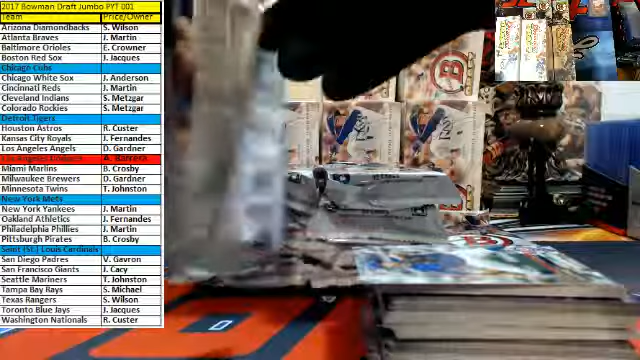 2017 Bowman Draft Jumbo PYT 001
Team Price/Owner
Arizona Diamondbacks S. Wilson
Atlanta Braves J. Martin
Baltimore Orioles E. Crowner
Boston Red Sox J. Jacques
Chicago Cubs
Chicago White Sox J. Anderson
Cincinnati Reds J. Martin
Cleveland Indians S. Metzgar
Colorado Rockies S. Metzgar
Detroit Tigers
Houston Astros R. Custer
Kansas City Royals J. Fernandes
Los Angeles Angels D. Gardner
Los Angeles Dodgers A. Barrera
Miami Marlins B. Crosby
Milwaukee Brewers D. Gardner
Minnesota Twins T. Johnston
New York Mets
New York Yankees J. Martin
Oakland Athletics J. Fernandes
Philadelphia Phillies J. Martin
Pittsburgh Pirates B. Crosby
Saint (St.) Louis Cardinals
San Diego Padres V. Gavron
San Francisco Giants J. Cacy
Seattle Mariners T. Johnston
Tampa Bay Rays S. Michael
Texas Rangers S. Wilson
Toronto Blue Jays J. Jacques
Washington Nationals R. Custer